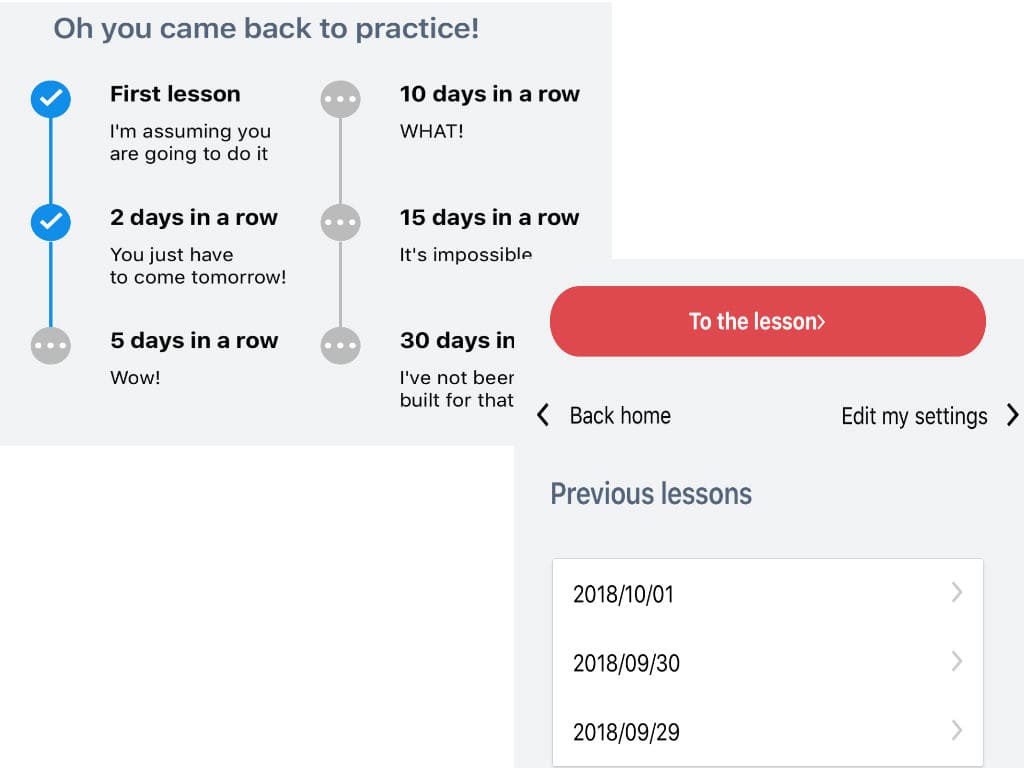 Oh you came back to practice!
First lesson
I'm assuming you
are going to do it
2 days in a row
You just have
to come tomorrow!
5 days in a row
Wow!
10 days in a row
WHAT!
15 days in a row
It's impossible
30 days in
I've not
built for that
To the lesson›
Back home
Edit my settings
Previous lessons
2018/10/01
2018/09/30
2018/09/29